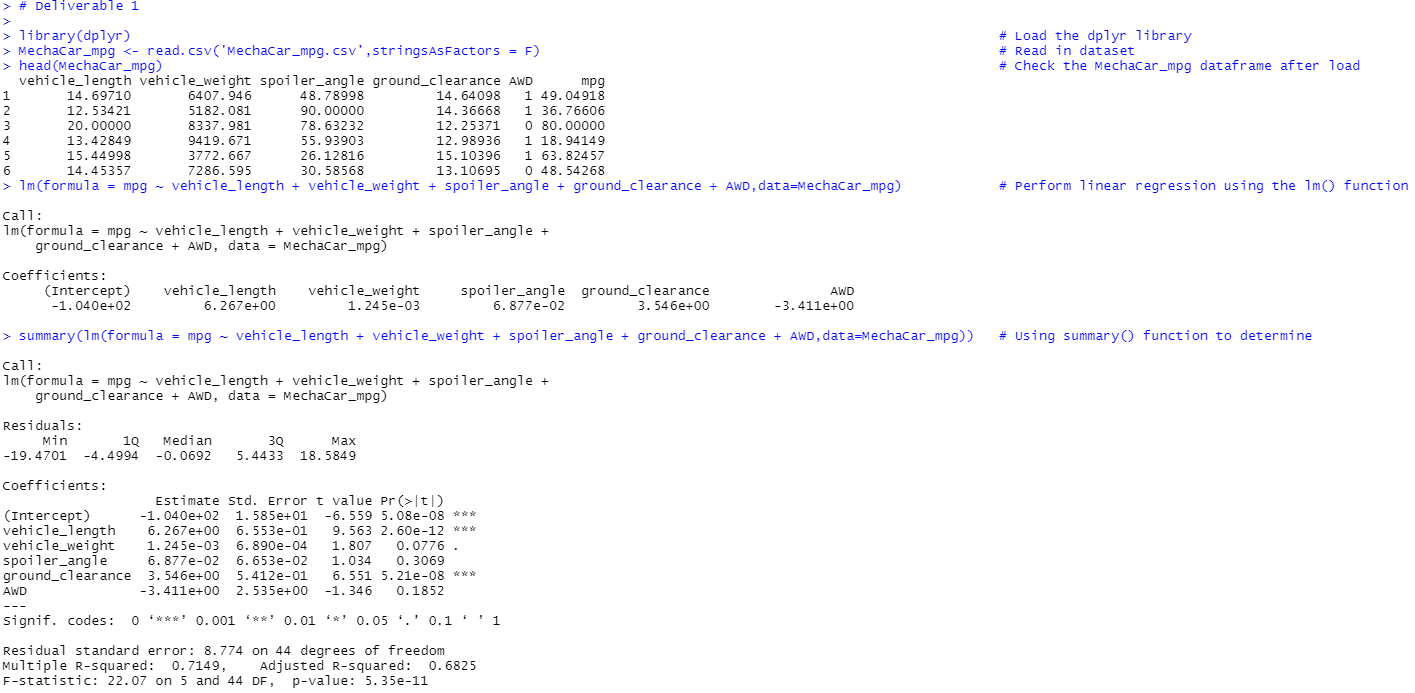 > # Deliverable 1
>
> library(dplyr) # Load the dplyr library
> MechaCar_mpg <- read.csv('MechaCar_mpg.csv',stringsAsFactors = F) # Read in dataset
> head(MechaCar_mpg) # Check the MechaCar_mpg dataframe after load
  vehicle_length vehicle_weight spoiler_angle ground_clearance AWD      mpg
1       14.69710       6407.946      48.78998         14.64098   1 49.04918
2       12.53421       5182.081      90.00000         14.36668   1 36.76606
3       20.00000       8337.981      78.63232         12.25371   0 80.00000
4       13.42849       9419.671      55.93903         12.98936   1 18.94149
5       15.44998       3772.667      26.12816         15.10396   1 63.82457
6       14.45357       7286.595      30.58568         13.10695   0 48.54268
> lm(formula = mpg ~ vehicle_length + vehicle_weight + spoiler_angle + ground_clearance + AWD,data=MechaCar_mpg) # Perform linear regression using the lm() function
Call:
lm(formula = mpg ~ vehicle_length + vehicle_weight + spoiler_angle +
    ground_clearance + AWD, data = MechaCar_mpg)
Coefficients:
     (Intercept)    vehicle_length    vehicle_weight     spoiler_angle  ground_clearance               AWD
      -1.040e+02         6.267e+00         1.245e-03         6.877e-02         3.546e+00        -3.411e+00
> summary(lm(formula = mpg ~ vehicle_length + vehicle_weight + spoiler_angle + ground_clearance + AWD,data=MechaCar_mpg)) # Using summary() function to determine
Call:
lm(formula = mpg ~ vehicle_length + vehicle_weight + spoiler_angle +
    ground_clearance + AWD, data = MechaCar_mpg)
Residuals:
     Min       1Q   Median       3Q      Max
-19.4701  -4.4994  -0.0692   5.4433  18.5849
Coefficients:
                   Estimate Std. Error t value Pr(>|t|)
(Intercept)      -1.040e+02  1.585e+01  -6.559 5.08e-08 ***
vehicle_length    6.267e+00  6.553e-01   9.563 2.60e-12 ***
vehicle_weight    1.245e-03  6.890e-04   1.807   0.0776 .
spoiler_angle     6.877e-02  6.653e-02   1.034   0.3069
ground_clearance  3.546e+00  5.412e-01   6.551 5.21e-08 ***
AWD              -3.411e+00  2.535e+00  -1.346   0.1852
---
Signif. codes:  0 ‘***’ 0.001 ‘**’ 0.01 ‘*’ 0.05 ‘.’ 0.1 ‘ ’ 1
Residual standard error: 8.774 on 44 degrees of freedom
Multiple R-squared:  0.7149,    Adjusted R-squared:  0.6825
F-statistic: 22.07 on 5 and 44 DF,  p-value: 5.35e-11